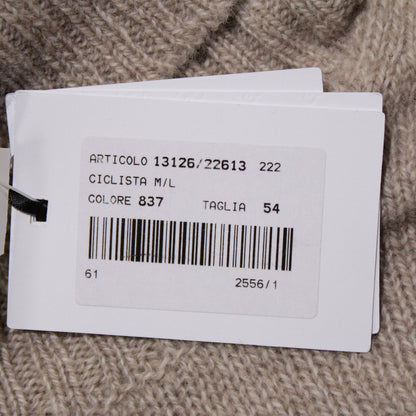 ARTICOLO 13126/22613 222
CICLISTA M/L
COLORE 837 TAGLIA 54
61 2556/1